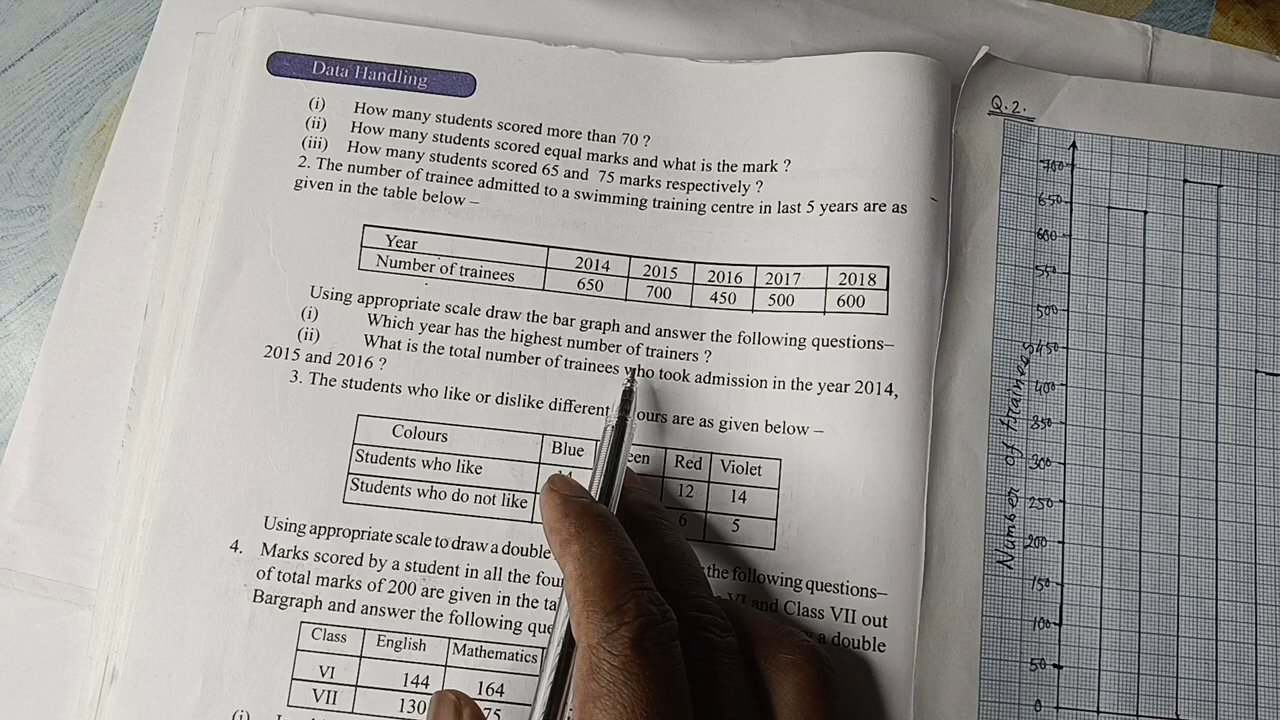 Data Handling
(i) How many students scored more than 70 ?
(ii) How many students scored equal marks and what is the mark ?
(iii) How many students scored 65 and 75 marks respectively ?
2. The number of trainee admitted to a swimming training centre in last 5 years are as
given in the table below –
Year 2014 2015 2016 2017 2018
Number of trainees 650 700 450 500 600
Using appropriate scale draw the bar graph and answer the following questions–
(i) Which year has the highest number of trainers ?
(ii) What is the total number of trainees who took admission in the year 2014,
2015 and 2016 ?
3. The students who like or dislike different ours are as given below –
Colours Blue een Red Violet
Students who like 12 14
Students who do not like 6 5
Using appropriate scale to draw a double the following questions–
4. Marks scored by a student in all the fou VI and Class VII out
of total marks of 200 are given in the ta a double
Bargraph and answer the following que
Class English Mathematics
VI 144 164
VII 130 75
(i)
Q.2.
Number of trainees
700
650
600
550
500
450
400
350
300
250
200
150
100
50
0